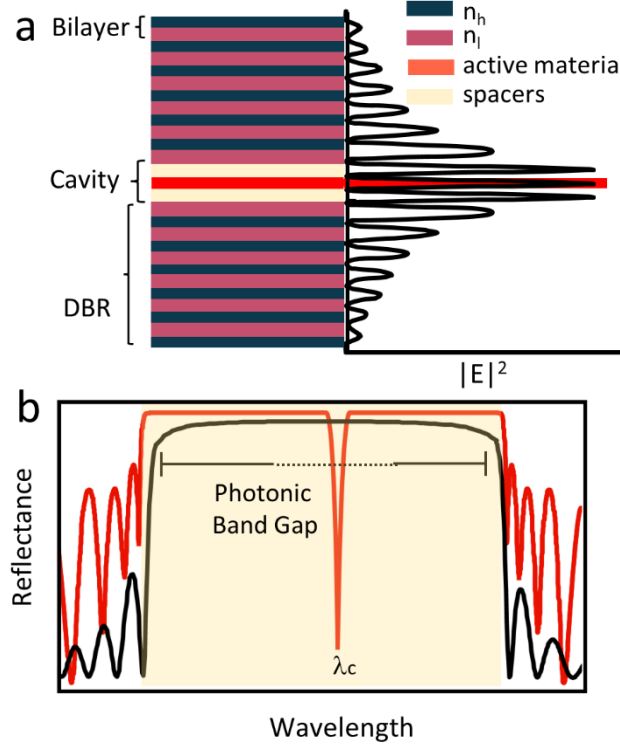 a
Bilayer
n_h
n_l
active materia
spacers
Cavity
DBR
|E|²
b
Reflectance
Photonic
Band Gap
λc
Wavelength